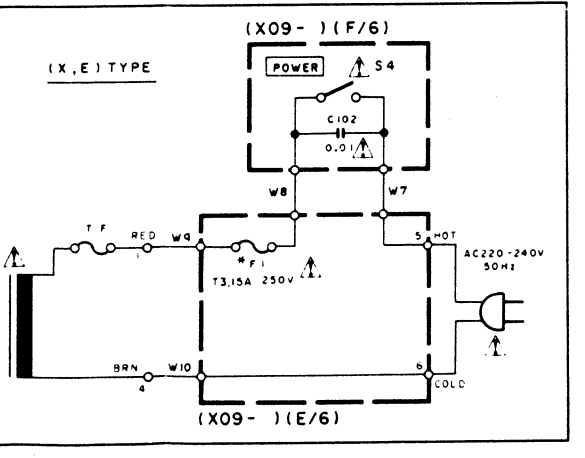 (X09-   )(F/6)
(X,E) TYPE
POWER
S4
C102
0.01
W8
W7
T F
RED
1
W9
* F1
T3.15A 250V
5
HOT
AC220-240V
50Hz
BRN
4
W10
6
COLD
(X09-   )(E/6)